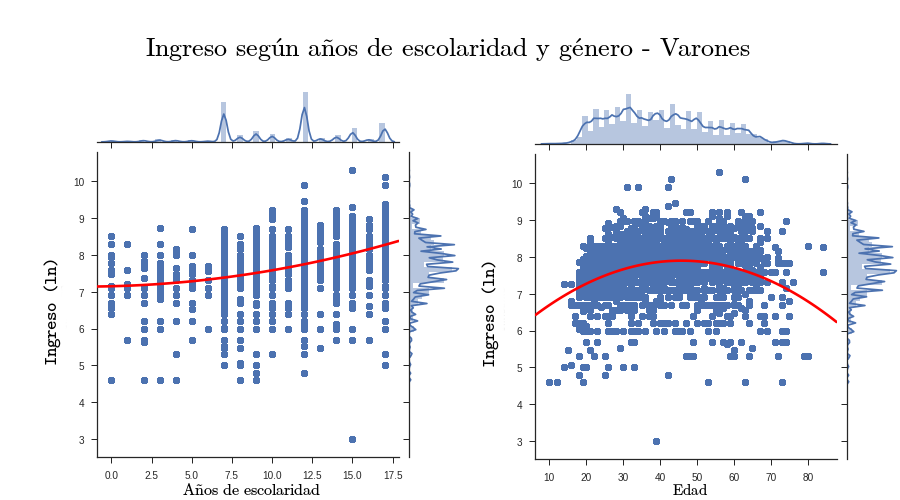 Ingreso según años de escolaridad y género - Varones
Ingreso (ln)
10
9
8
7
6
5
4
3
0.0 2.5 5.0 7.5 10.0 12.5 15.0 17.5
Años de escolaridad
Ingreso (ln)
10
9
8
7
6
5
4
3
10 20 30 40 50 60 70 80
Edad